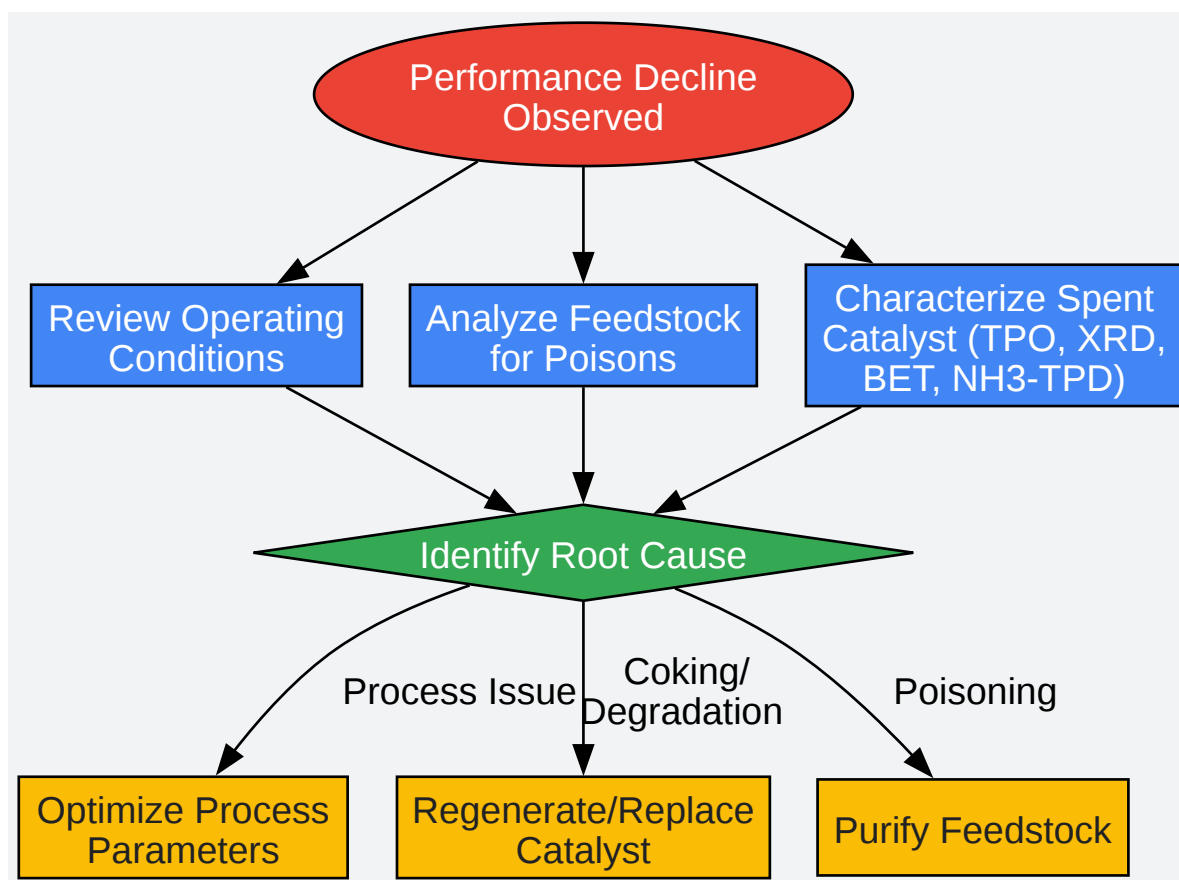 Performance Decline
Observed
Review Operating
Conditions
Analyze Feedstock
for Poisons
Characterize Spent
Catalyst (TPO, XRD,
BET, NH3-TPD)
Identify Root Cause
Process Issue
Coking/
Degradation
Poisoning
Optimize Process
Parameters
Regenerate/Replace
Catalyst
Purify Feedstock